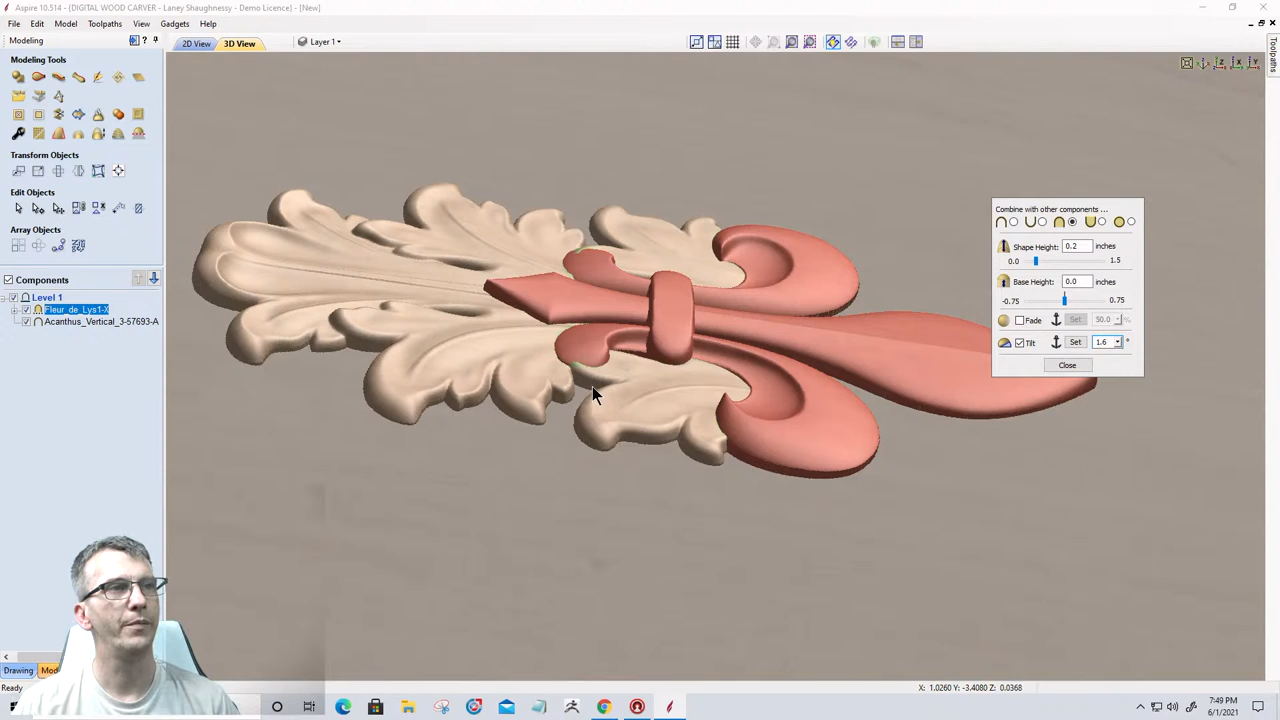 Aspire 10.514 - [DIGITAL WOOD CARVER - Laney Shaughnessy - Demo Licence] - [New]
File Edit Model Toolpaths View Gadgets Help
Modeling ?
2D View 3D View Layer 1
Toolpaths
Modeling Tools
Transform Objects
Edit Objects
Array Objects
Components
Level 1
Fleur_de_Lys1-X
Acanthus_Vertical_3-57693-A
Combine with other components ...
Shape Height: 0.2 inches
0.0 1.5
Base Height: 0.0 inches
-0.75 0.75
Fade Set 50.0 %
Tilt Set 1.6 °
Close
Drawing Mod
Ready
X: 1.0260 Y: -3.4080 Z: 0.0368
7:49 PM
6/1/2021